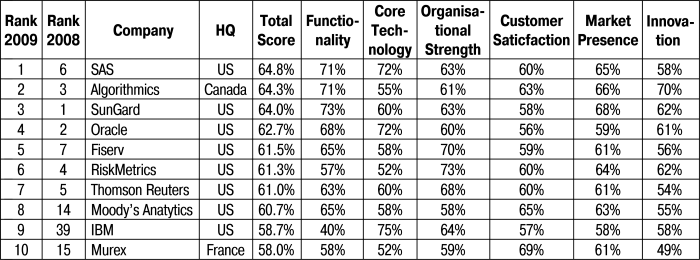 Rank 2009 Rank 2008 Company HQ Total Score Functio-nality Core Tech-nology Organisa-tional Strength Customer Saticfaction Market Presence Innova-tion
1 6 SAS US 64.8% 71% 72% 63% 60% 65% 58%
2 3 Algorithmics Canada 64.3% 71% 55% 61% 63% 66% 70%
3 1 SunGard US 64.0% 73% 60% 63% 58% 68% 62%
4 2 Oracle US 62.7% 68% 72% 60% 56% 59% 61%
5 7 Fiserv US 61.5% 65% 58% 70% 59% 61% 56%
6 4 RiskMetrics US 61.3% 57% 52% 73% 60% 64% 62%
7 5 Thomson Reuters US 61.0% 63% 60% 68% 60% 61% 54%
8 14 Moody's Anatytics US 60.7% 65% 58% 58% 65% 63% 55%
9 39 IBM US 58.7% 40% 75% 64% 57% 58% 58%
10 15 Murex France 58.0% 58% 52% 59% 69% 61% 49%